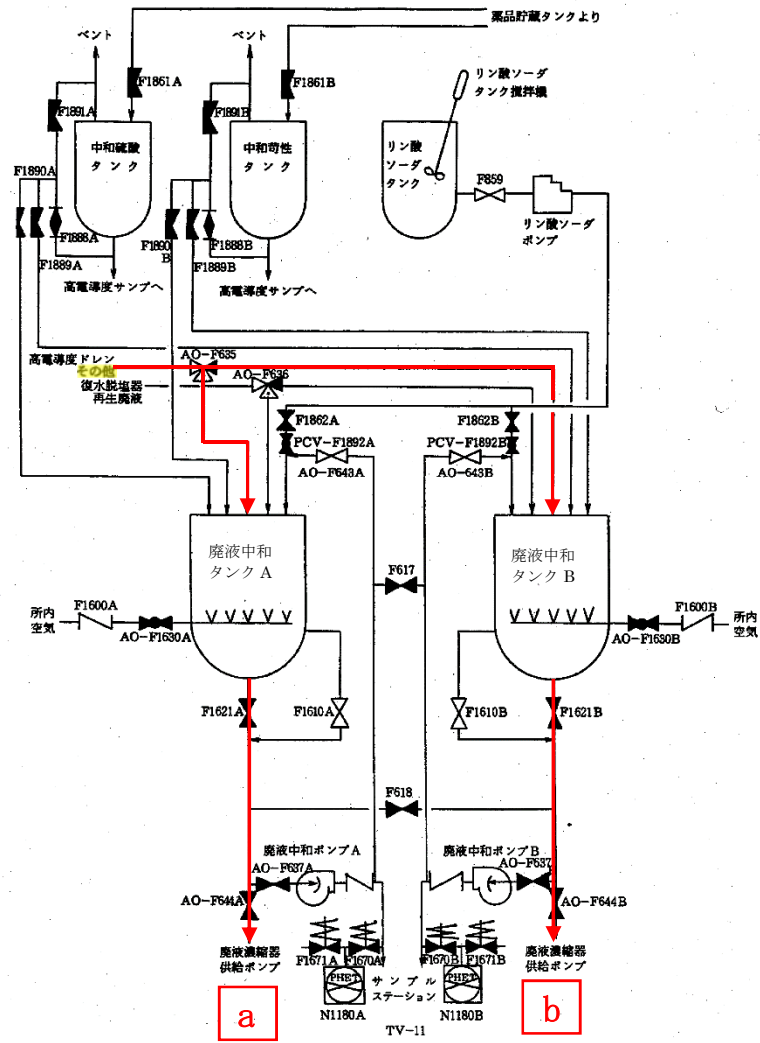 薬品貯蔵タンクより
ベント
ベント
F1861A
F1861B
リン酸ソーダ
タンク攪拌機
F1891A
F1891B
中和硫酸
タンク
中和苛性
タンク
リン酸
ソーダ
タンク
F859
F1890A
リン酸ソーダ
ポンプ
F1888A
F1890
B
F1888B
F1889A
F1889B
高電導度サンプへ
高電導度サンプへ
高電導度ドレン
その他
AO-F635
復水脱塩器
再生廃液
AO-F636
F1862A
F1862B
PCV-F1892A
PCV-F1892B
AO-F643A
AO-643B
廃液中和
タンク A
廃液中和
タンク B
F617
F1600A
F1600B
所内
空気
AO-F1630A
AO-F1630B
所内
空気
F1621A
F1610A
F1610B
F1621B
F618
廃液中和ポンプA
廃液中和ポンプB
AO-F637A
AO-F637
AO-F644A
AO-F644B
廃液濃縮器
供給ポンプ
F1671A
F1670A
F1670B
F1671B
廃液濃縮器
供給ポンプ
PHET
サンプル
ステーション
PHET
a
N1180A
N1180B
b
TV-11